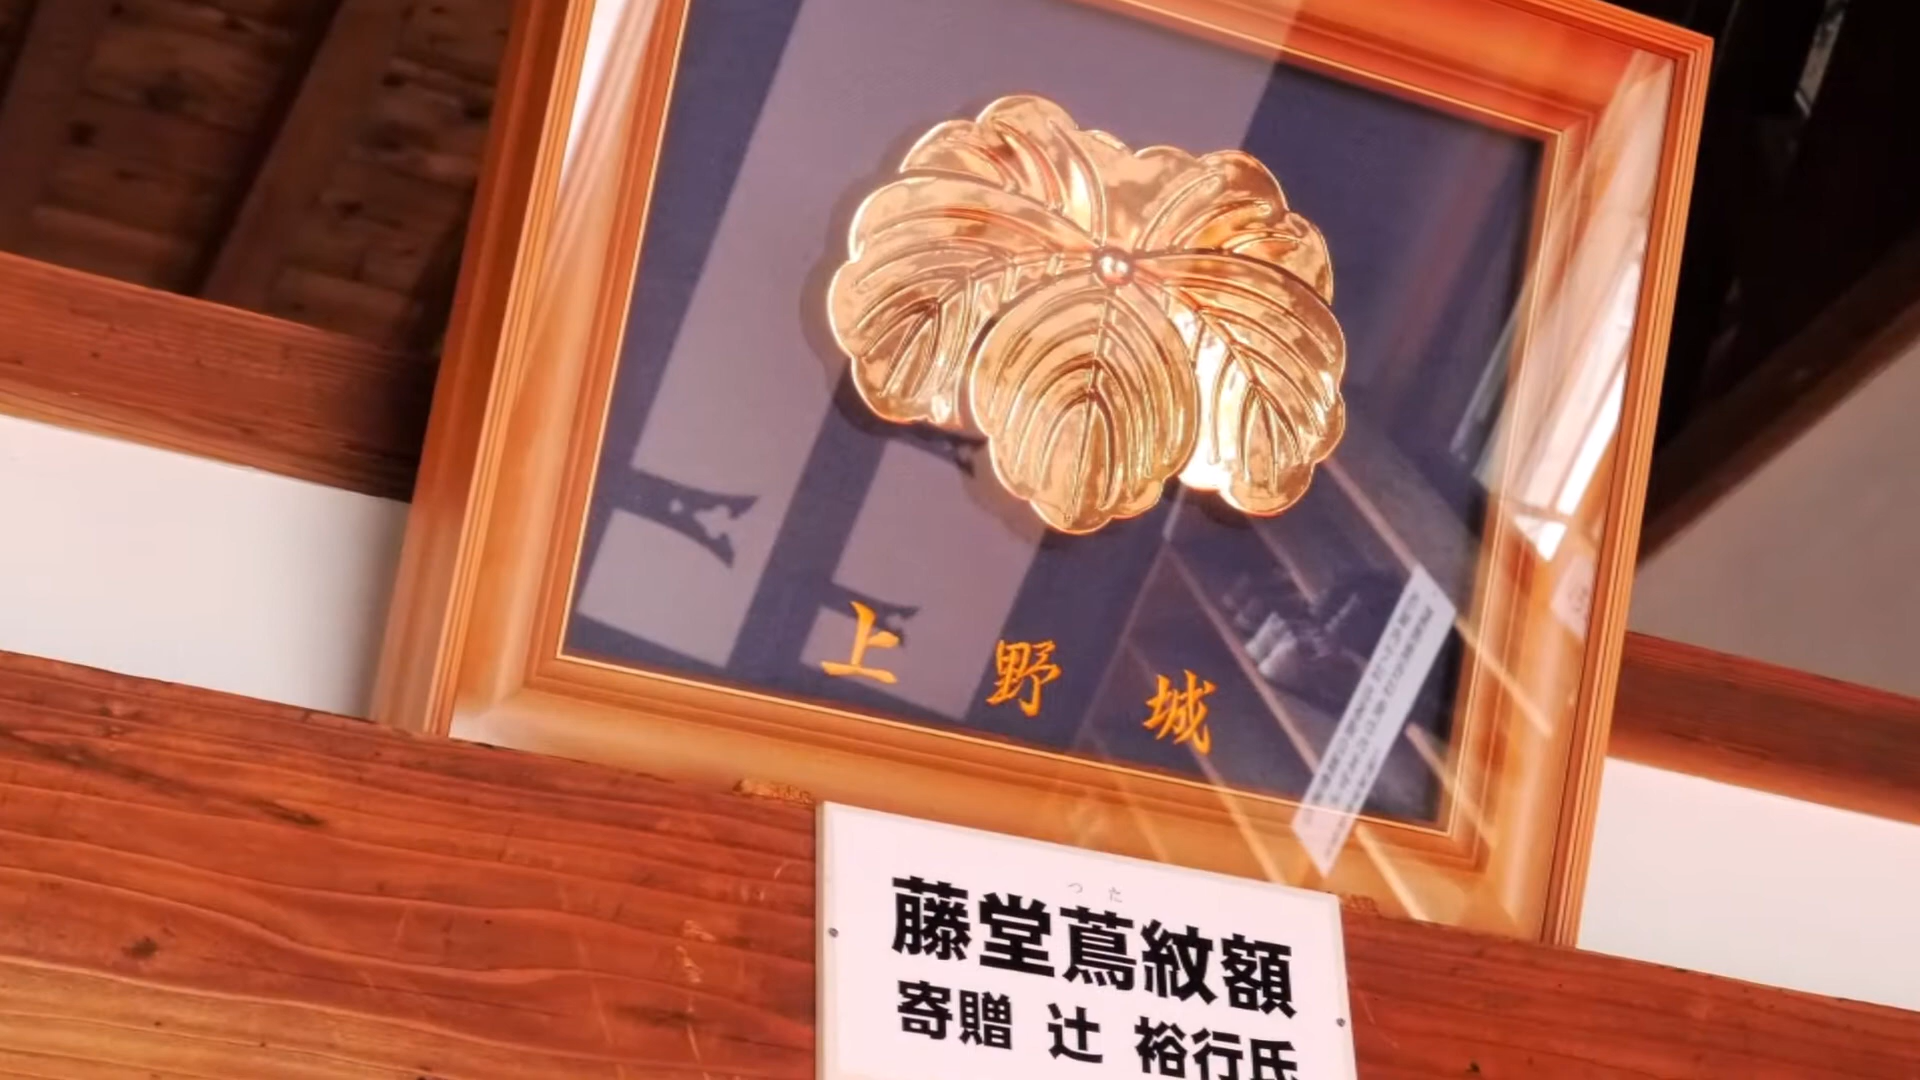 上野城
つた
藤堂蔦紋額
寄贈 辻 裕行氏